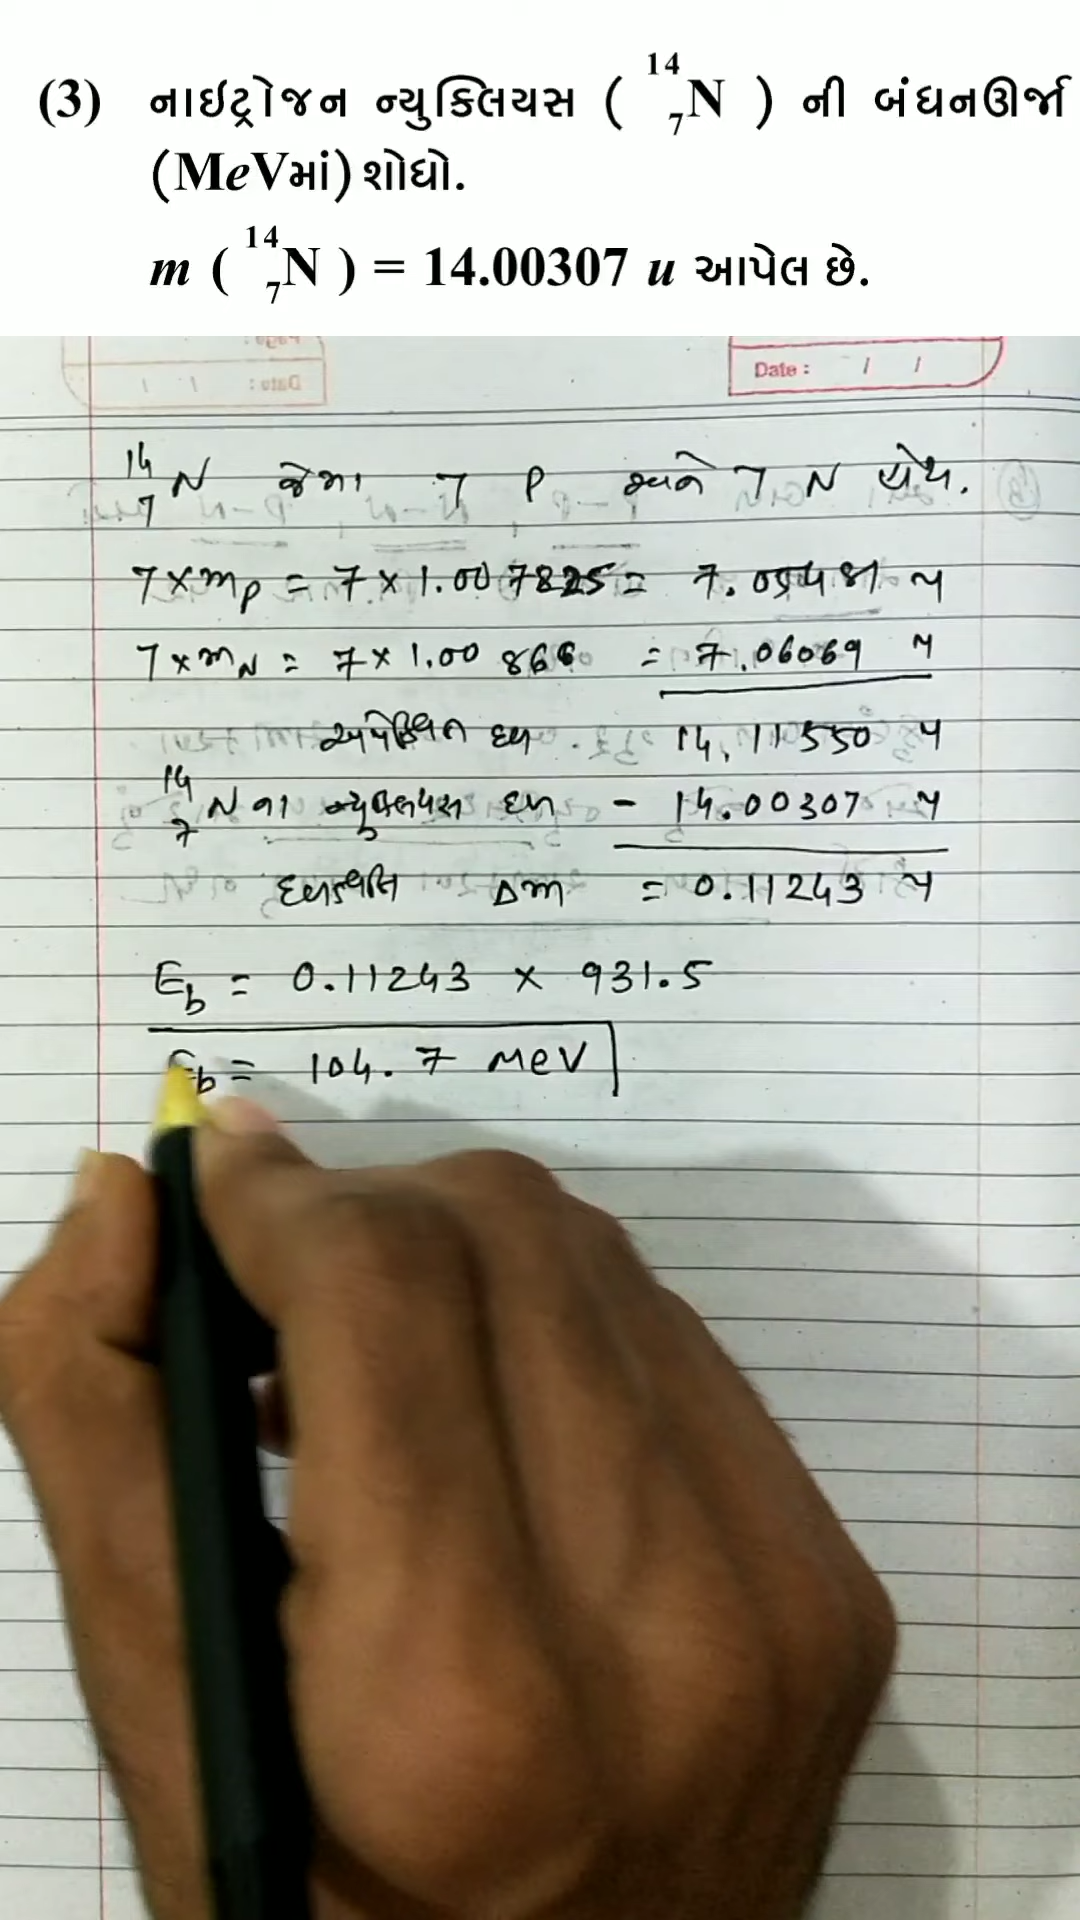 (3) નાઇટ્રોજન ન્યુક્લિયસ ( ¹⁴₇N ) ની બંધનઊર્જા
(MeVમાં) શોધો.
m ( ¹⁴₇N ) = 14.00307 u આપેલ છે.
Date : / /
¹⁴₇N જેમાં 7 P અને 7 N હોય.
7 × mp = 7 × 1.007825 = 7.05481 u
7 × mN = 7 × 1.00866 = 7.06069 u
અપેક્ષિત દળ 14.11550 u
¹⁴₇N ના ન્યુક્લિયસ દળ - 14.00307 u
દળક્ષતિ Δm = 0.11243 u
Eb = 0.11243 × 931.5
Eb = 104.7 MeV